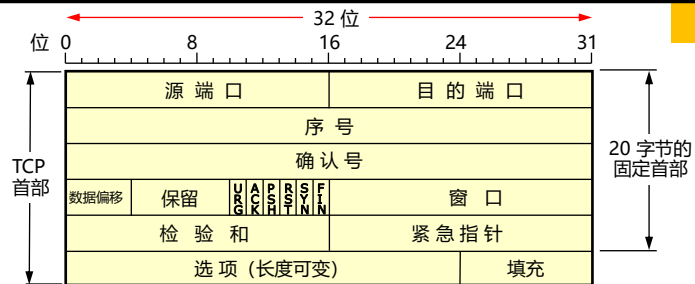 32 位
位 0 8 16 24 31
源 端 口 目 的 端 口
序 号
TCP 首部
确 认 号
20 字节的
固定首部
数据偏移 保留 URG ACK PSH RST SYN FIN 窗 口
检 验 和 紧 急 指 针
选 项 (长度可变) 填充